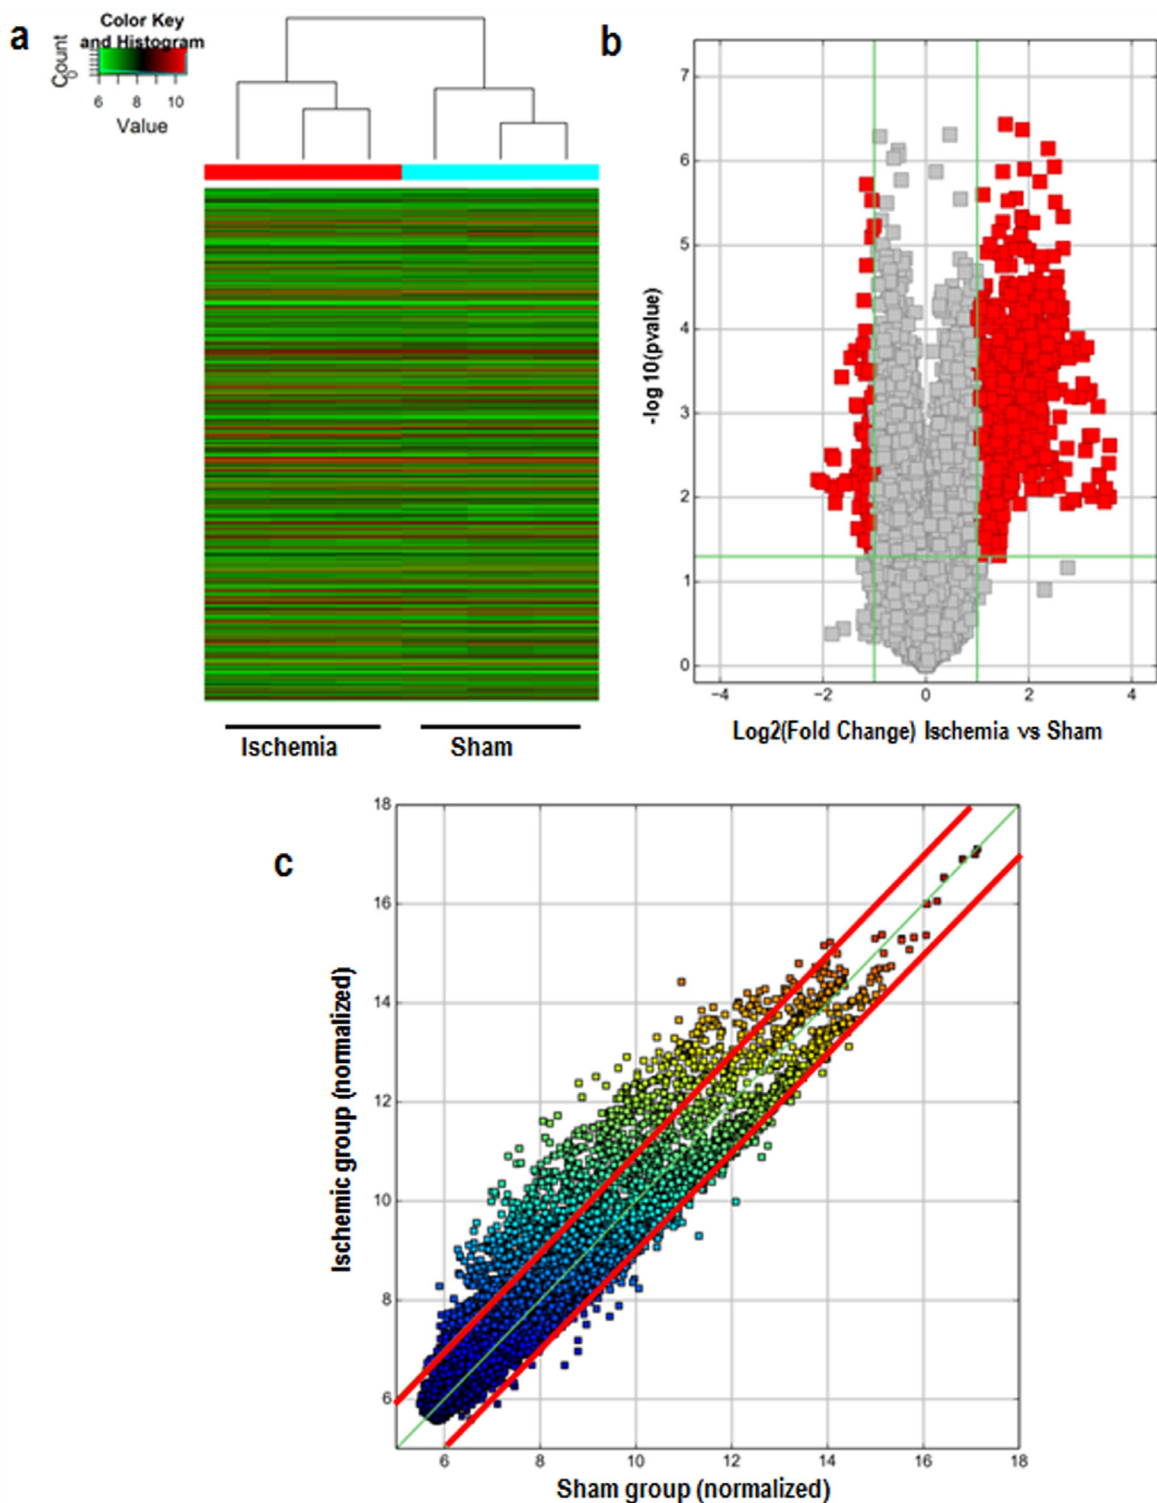 a
Color Key
and Histogram
Count
0
6 8 10
Value
Ischemia Sham
b
-log 10(pvalue)
7
6
5
4
3
2
1
0
−4 −2 0 2 4
Log2(Fold Change) Ischemia vs Sham
c
Ischemic group (normalized)
18
16
14
12
10
8
6
6 8 10 12 14 16 18
Sham group (normalized)